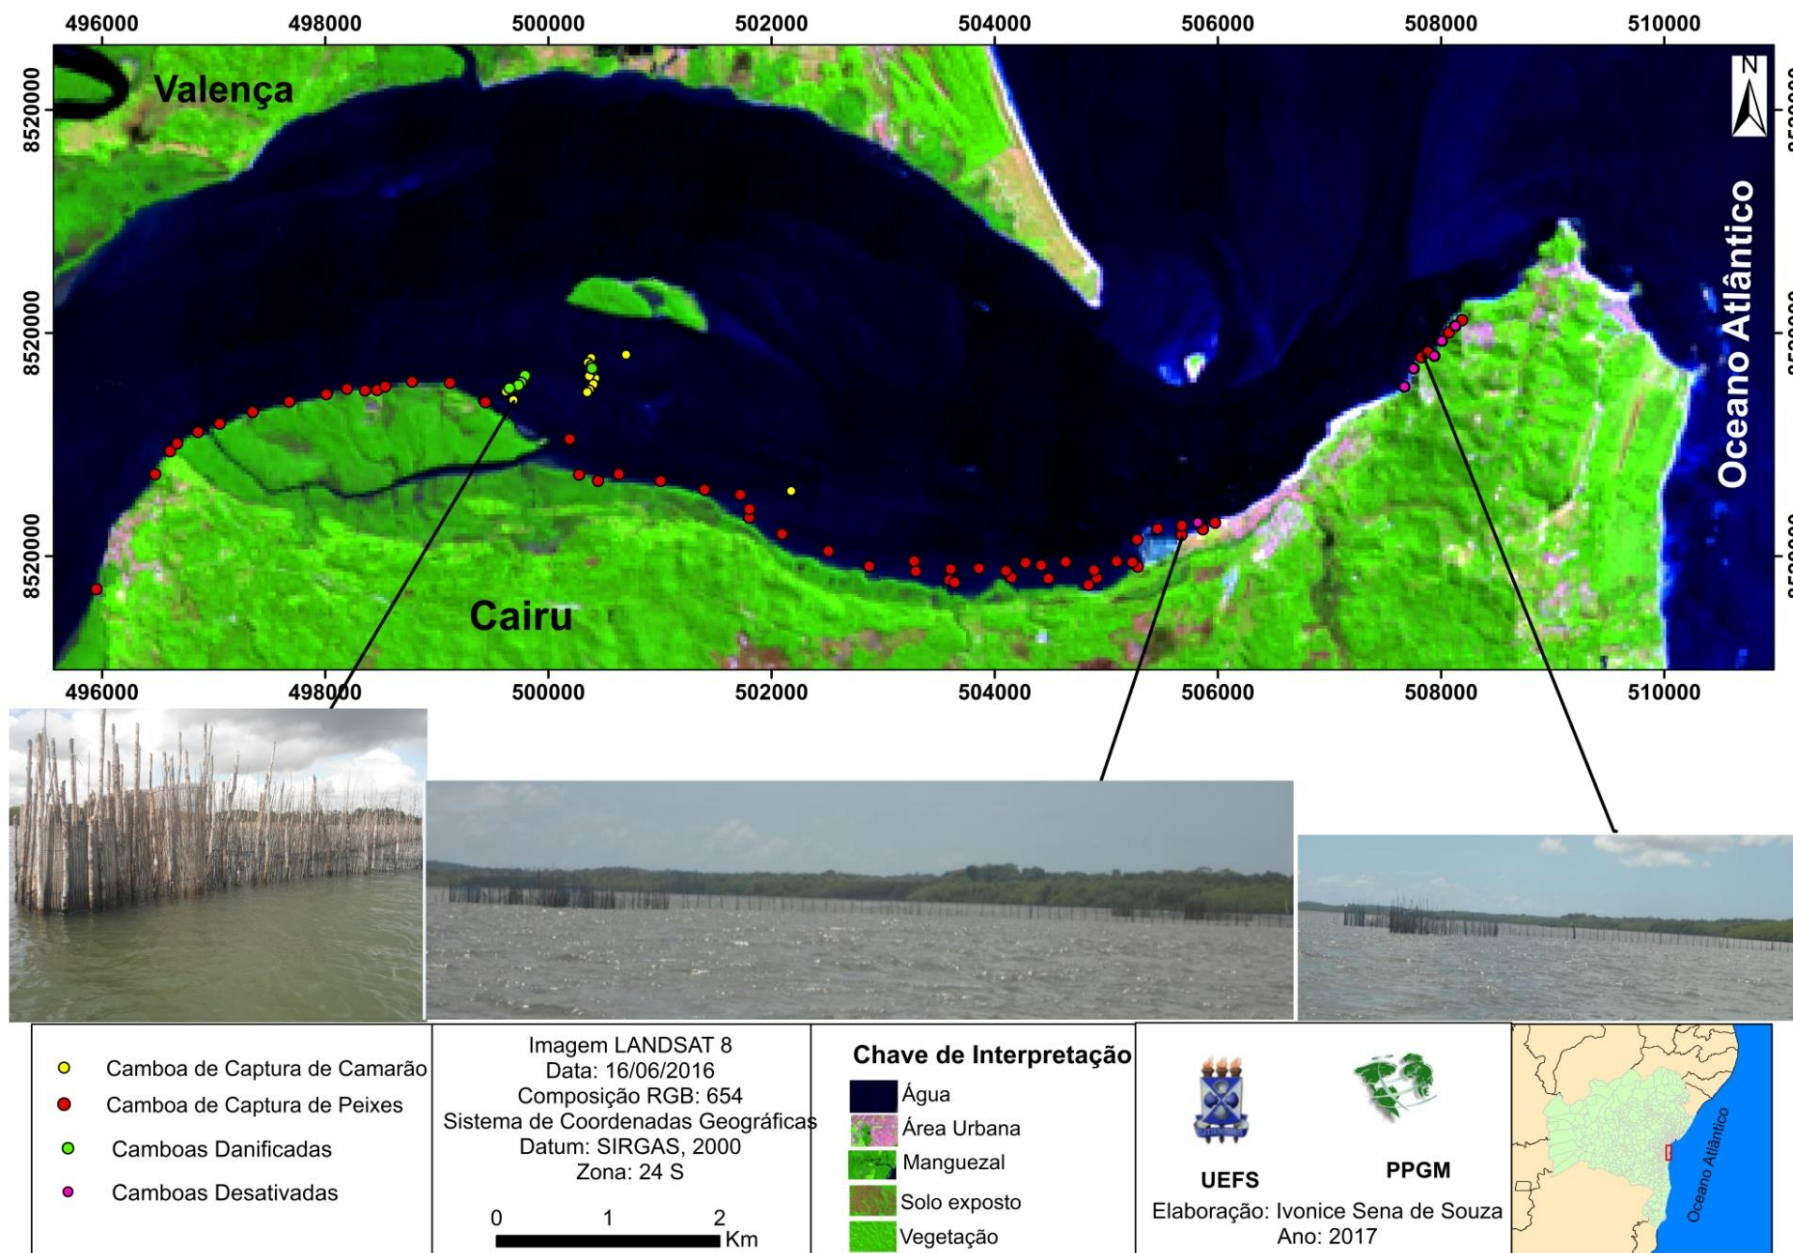 496000 498000 500000 502000 504000 506000 508000 510000
Valença
N
8520000
8520000
8520000
8520000
8520000
8520000
Oceano Atlântico
Cairu
496000 498000 500000 502000 504000 506000 508000 510000
Camboa de Captura de Camarão
Camboa de Captura de Peixes
Camboas Danificadas
Camboas Desativadas
Imagem LANDSAT 8
Data: 16/06/2016
Composição RGB: 654
Sistema de Coordenadas Geográficas
Datum: SIRGAS, 2000
Zona: 24 S
0 1 2
Km
Chave de Interpretação
Água
Área Urbana
Manguezal
Solo exposto
Vegetação
UEFS PPGM
Elaboração: Ivonice Sena de Souza
Ano: 2017
Oceano Atlântico